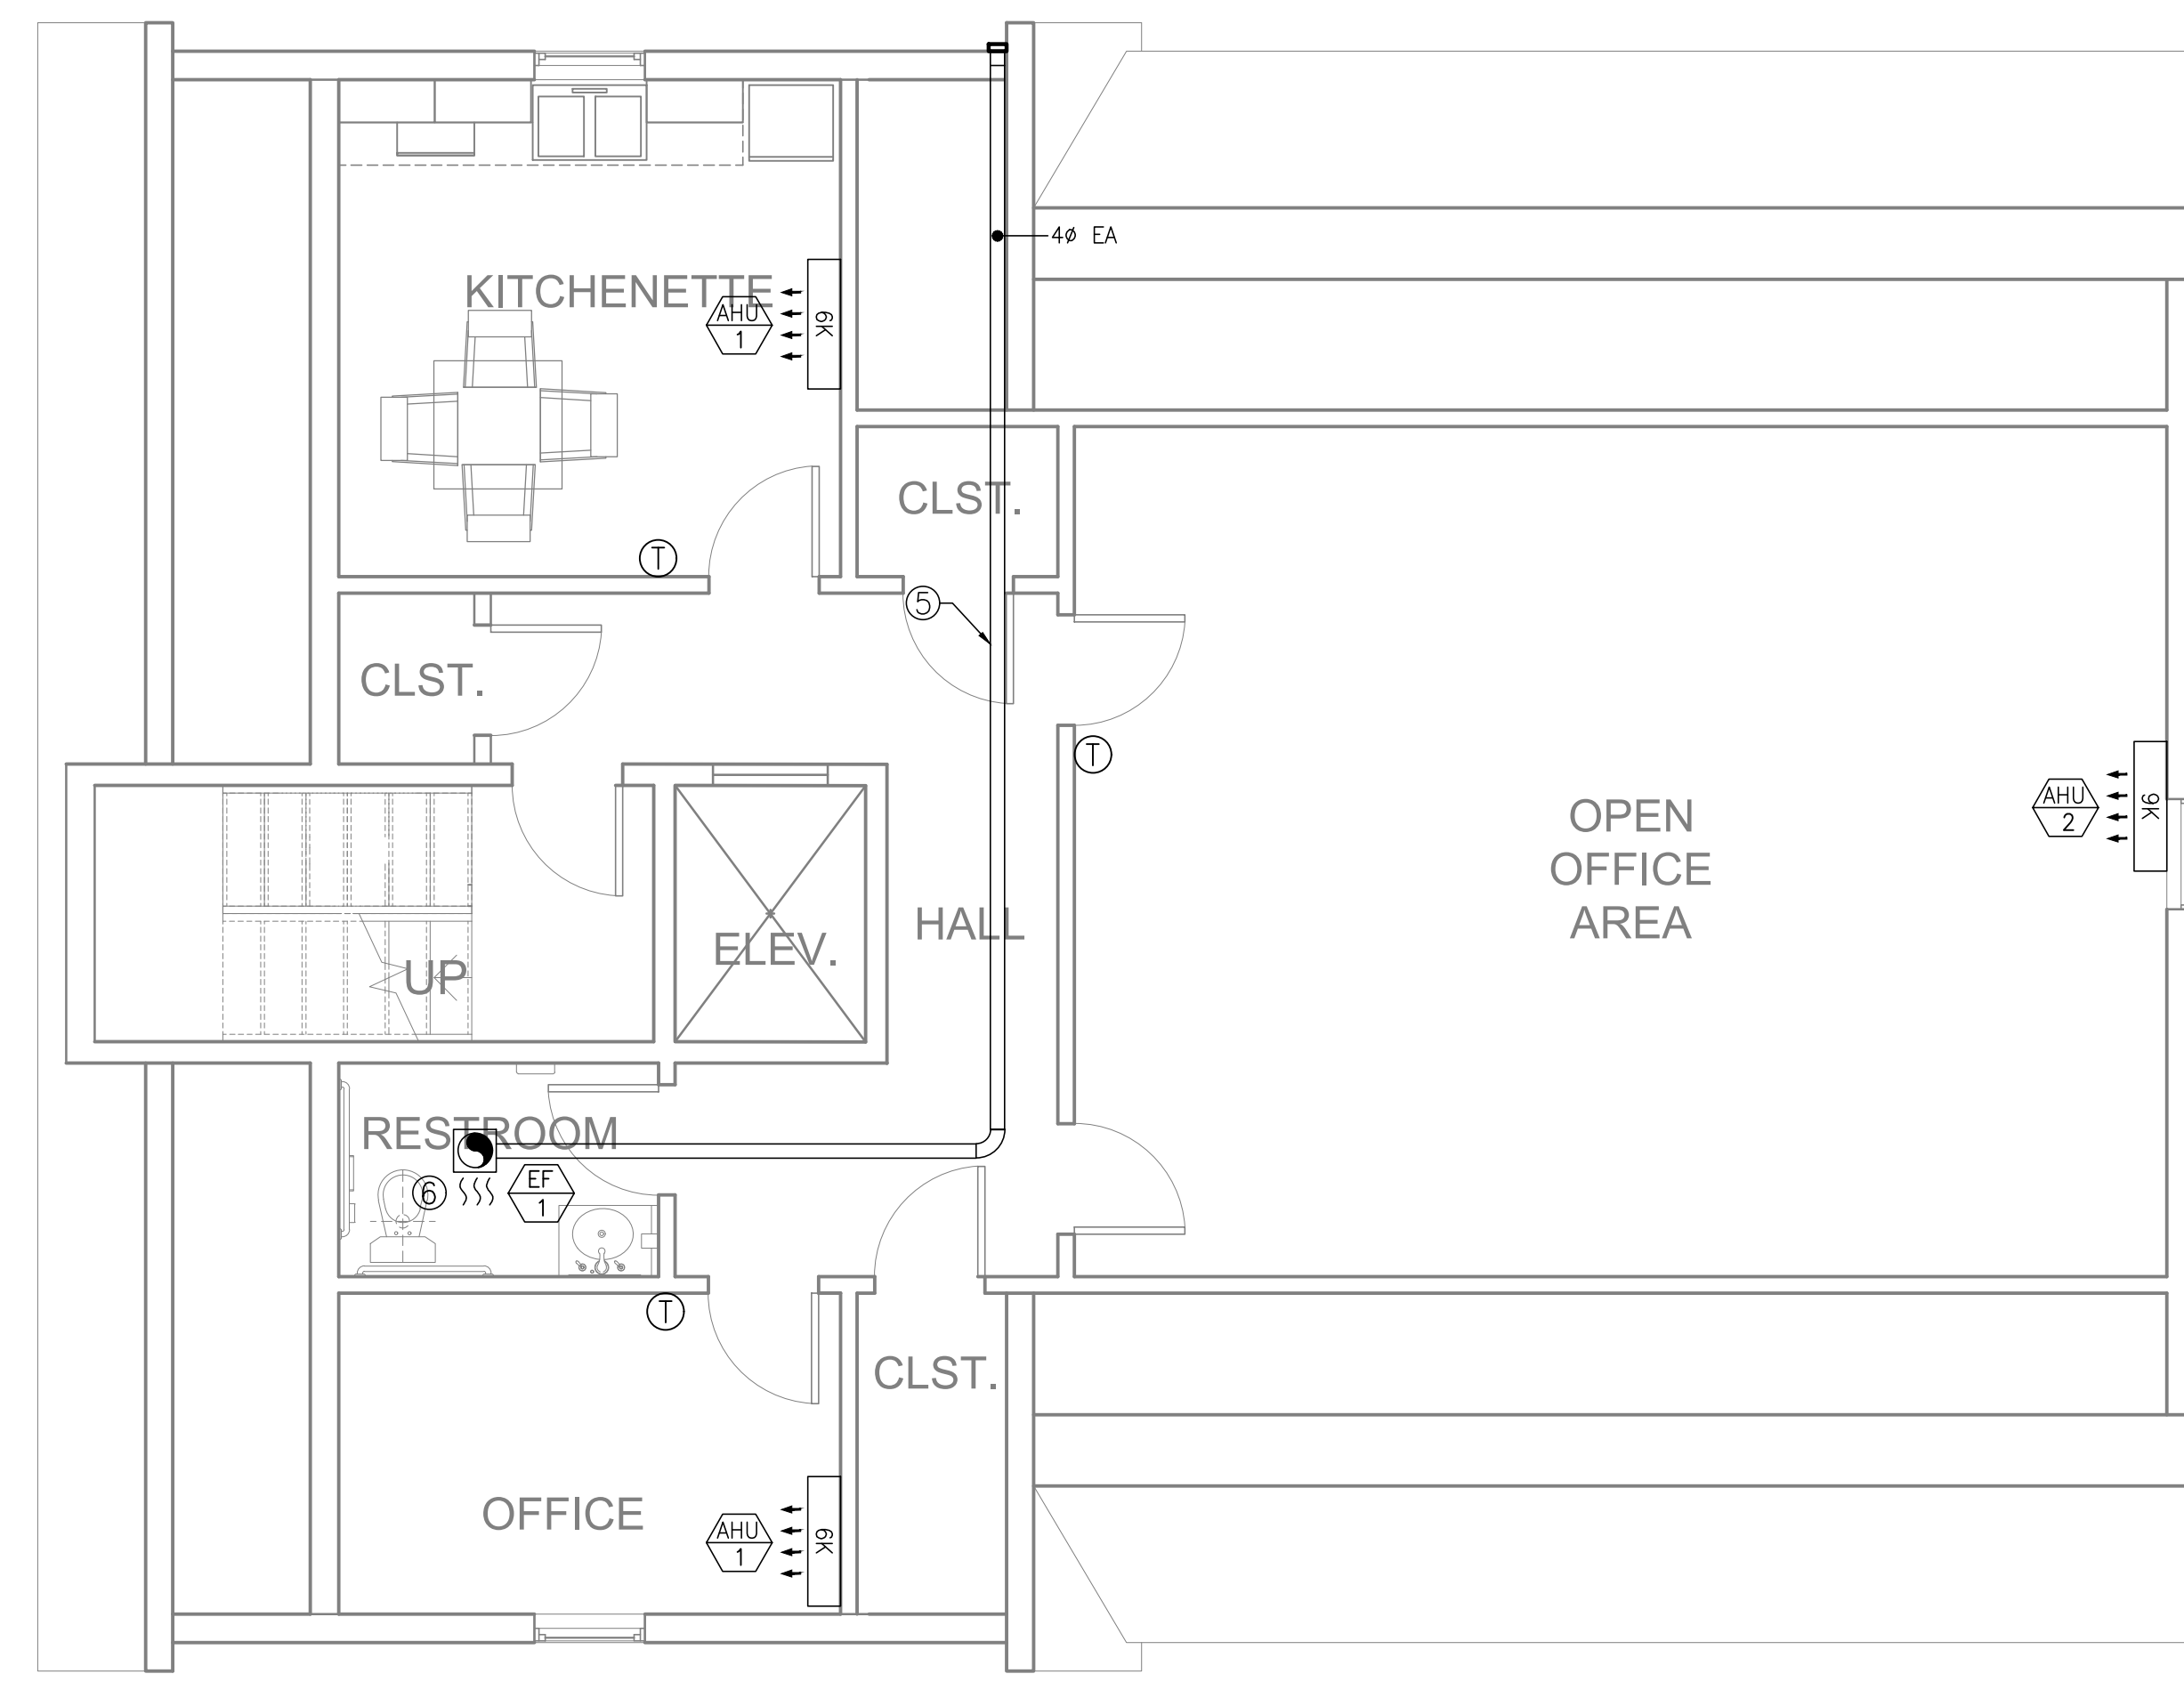 4Ø EA
KITCHENETTE
AHU
1
6K
CLST.
T
5
CLST.
T
AHU
2
9K
OPEN
OFFICE
AREA
HALL
ELEV.
UP
RESTROOM
6
EF
1
T
CLST.
OFFICE
AHU
1
6K